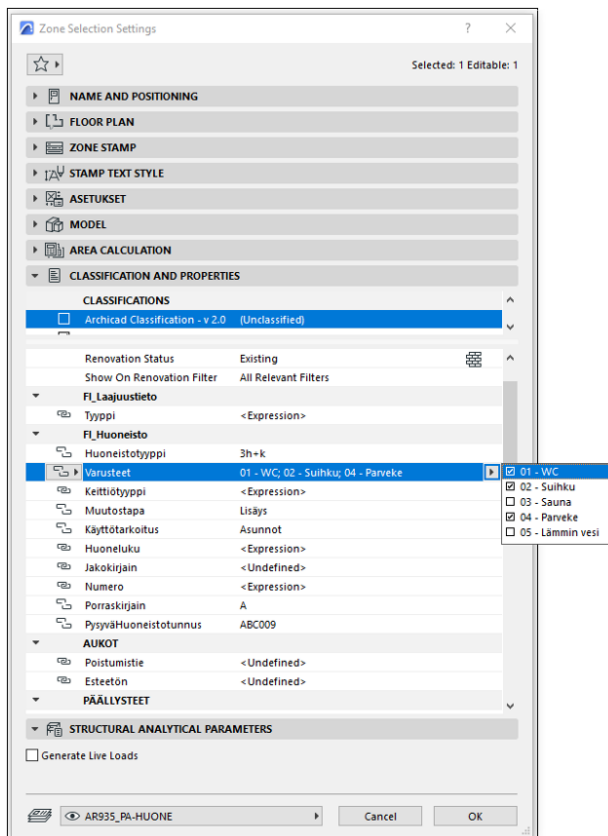 Zone Selection Settings
Selected: 1 Editable: 1
NAME AND POSITIONING
FLOOR PLAN
ZONE STAMP
STAMP TEXT STYLE
ASETUKSET
MODEL
AREA CALCULATION
CLASSIFICATION AND PROPERTIES
CLASSIFICATIONS
Archicad Classification - v 2.0 (Unclassified)
Renovation Status Existing
Show On Renovation Filter All Relevant Filters
FI_Laajuustieto
Tyyppi <Expression>
FI_Huoneisto
Huoneistotyyppi 3h+k
Varusteet 01 - WC; 02 - Suihku; 04 - Parveke
01 - WC
02 - Suihku
03 - Sauna
04 - Parveke
05 - Lämmin vesi
Keittiötyyppi <Expression>
Muutostapa Lisäys
Käyttötarkoitus Asunnot
Huoneluku <Expression>
Jakokirjain <Undefined>
Numero <Expression>
Porraskirjain A
PysyväHuoneistotunnus ABC009
AUKOT
Poistumistie <Undefined>
Esteetön <Undefined>
PÄÄLLYSTEET
STRUCTURAL ANALYTICAL PARAMETERS
Generate Live Loads
AR935_PA-HUONE
Cancel
OK